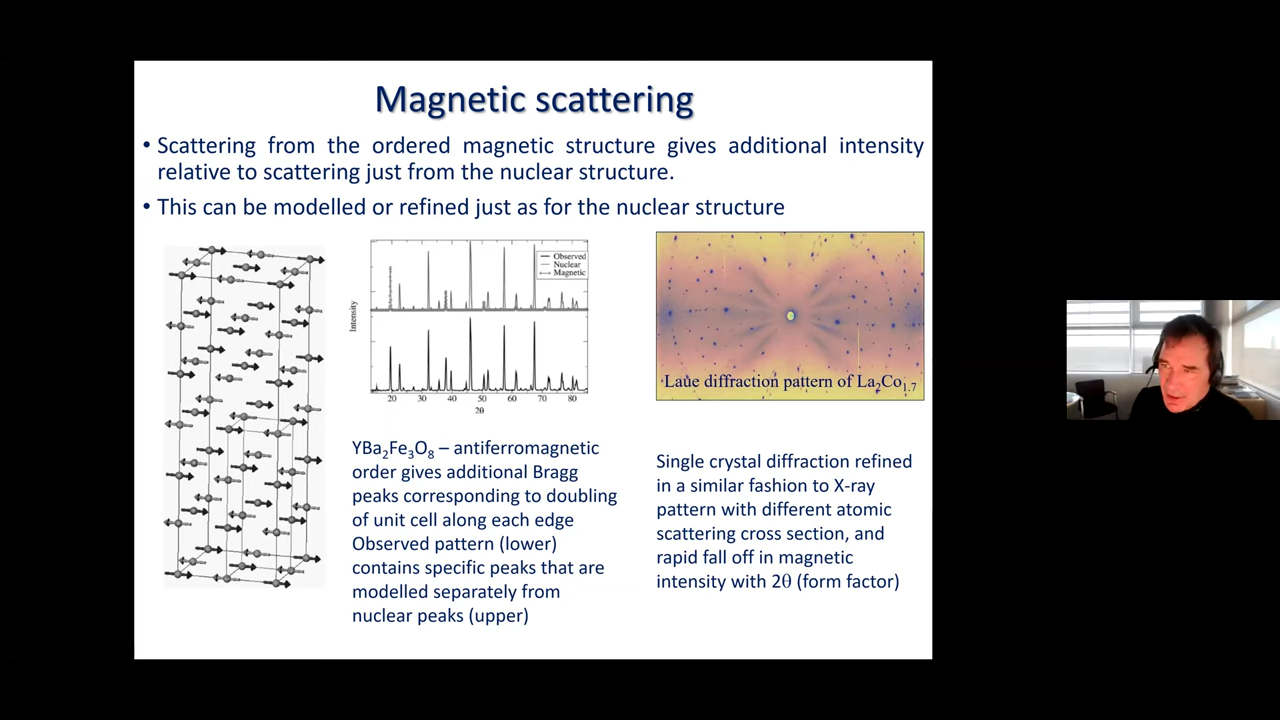 Magnetic scattering
• Scattering from the ordered magnetic structure gives additional intensity
relative to scattering just from the nuclear structure.
• This can be modelled or refined just as for the nuclear structure
Observed
Nuclear
Magnetic
Intensity
20 30 40 50 60 70 80
2θ
Laue diffraction pattern of La₂Co₁.₇
YBa₂Fe₃O₈ – antiferromagnetic
order gives additional Bragg
peaks corresponding to doubling
of unit cell along each edge
Observed pattern (lower)
contains specific peaks that are
modelled separately from
nuclear peaks (upper)
Single crystal diffraction refined
in a similar fashion to X-ray
pattern with different atomic
scattering cross section, and
rapid fall off in magnetic
intensity with 2θ (form factor)